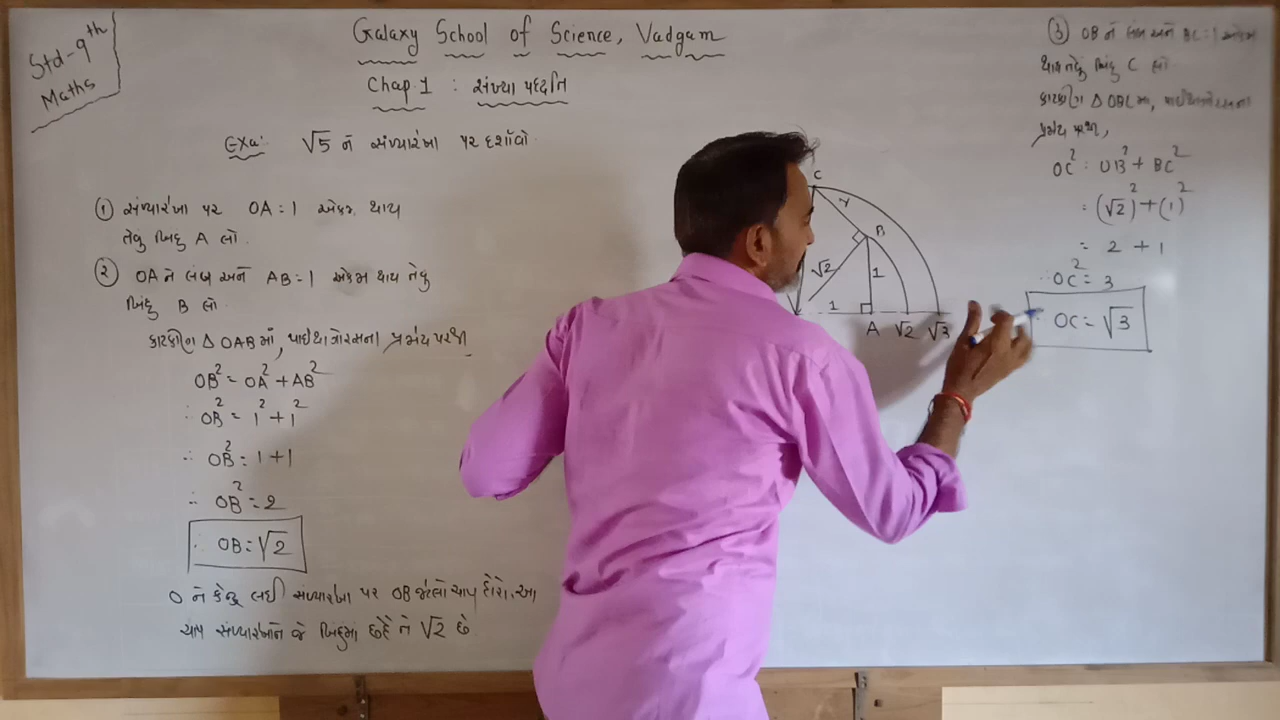 Std-9th
Maths
Galaxy School of Science, Vadgam
Chap. 1 : સંખ્યા પદ્ધતિ
Exa: √5 ને સંખ્યારેખા પર દર્શાવો.
① સંખ્યારેખા પર OA = 1 એકમ થાય
તેવુ બિંદુ A લો.
② OA ને લંબ અને AB = 1 એકમ થાય તેવુ
બિંદુ B લો.
કાટકોણ Δ OAB માં, પાઈથાગોરસના પ્રમેય પરથી
OB² = OA² + AB²
∴ OB² = 1² + 1²
∴ OB² = 1 + 1
∴ OB² = 2
∴ OB = √2
O ને કેન્દ્ર લઈ સંખ્યારેખા પર OB જેટલો ચાપ દોરો. આ
ચાપ સંખ્યારેખાને જે બિંદુમાં છેદે તે √2 છે.
C
1
B
√2
1
1
A √2 √3
③ OB ને લંબ અને BC = 1 એકમ
થાય તેવુ બિંદુ C લો.
કાટકોણ Δ OBC માં, પાઈથાગોરસના
પ્રમેય પરથી,
OC² = OB² + BC²
= (√2)² + (1)²
= 2 + 1
∴ OC² = 3
∴ OC = √3